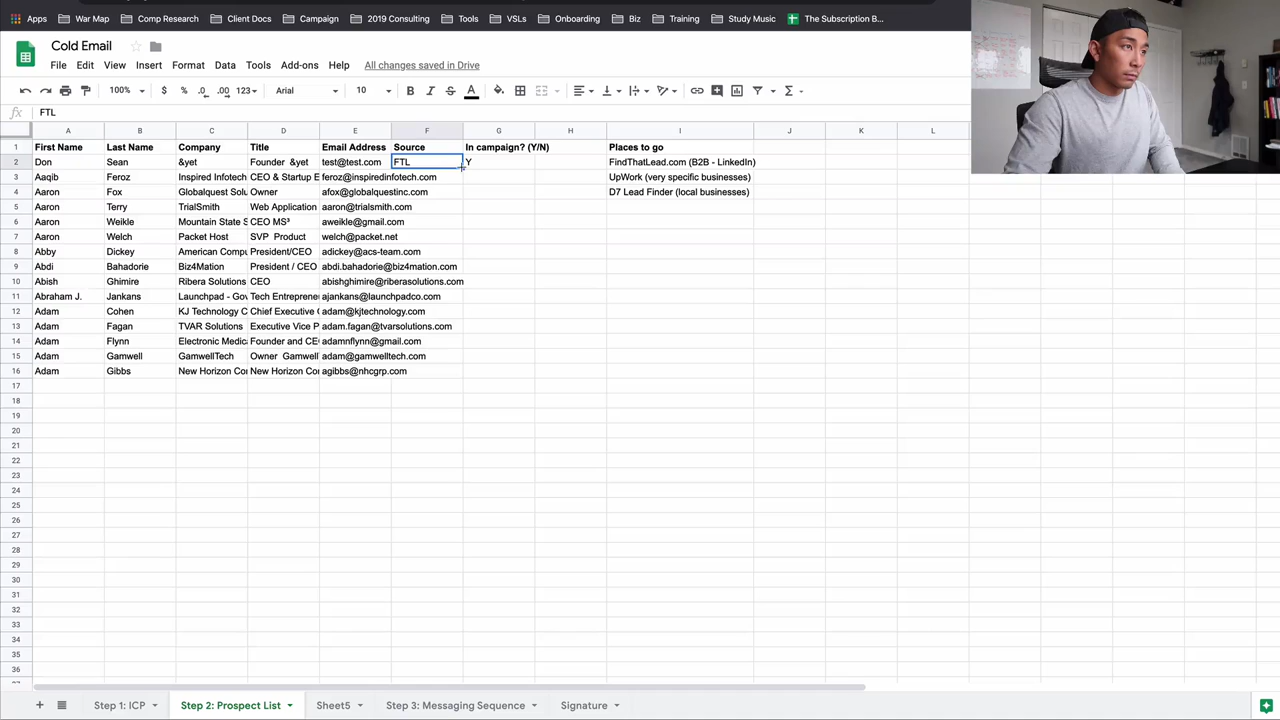 Apps War Map Comp Research Client Docs Campaign 2019 Consulting Tools VSLs Onboarding Biz Training Study Music The Subscription B...
Cold Email
File Edit View Insert Format Data Tools Add-ons Help All changes saved in Drive
100% $ % .0 .00 123 Arial 10 B I S A
fx FTL
A B C D E F G H I J K L
1 First Name Last Name Company Title Email Address Source In campaign? (Y/N) Places to go
2 Don Sean &yet Founder &yet test@test.com FTL Y FindThatLead.com (B2B - LinkedIn)
3 Aaqib Feroz Inspired Infotech CEO & Startup E feroz@inspiredinfotech.com UpWork (very specific businesses)
4 Aaron Fox Globalquest Solu Owner afox@globalquestinc.com D7 Lead Finder (local businesses)
5 Aaron Terry TrialSmith Web Application aaron@trialsmith.com
6 Aaron Weikle Mountain State S CEO MS³ aweikle@gmail.com
7 Aaron Welch Packet Host SVP Product welch@packet.net
8 Abby Dickey American Compu President/CEO adickey@acs-team.com
9 Abdi Bahadorie Biz4Mation President / CEO abdi.bahadorie@biz4mation.com
10 Abish Ghimire Ribera Solutions CEO abishghimire@riberasolutions.com
11 Abraham J. Jankans Launchpad - Gov Tech Entreprene ajankans@launchpadco.com
12 Adam Cohen KJ Technology C Chief Executive adam@kjtechnology.com
13 Adam Fagan TVAR Solutions Executive Vice P adam.fagan@tvarsolutions.com
14 Adam Flynn Electronic Medica Founder and CE adamnflynn@gmail.com
15 Adam Gamwell GamwellTech Owner Gamwell adam@gamwelltech.com
16 Adam Gibbs New Horizon Cor New Horizon Co agibbs@nhcgrp.com
17
18
19
20
21
22
23
24
25
26
27
28
29
30
31
32
33
34
35
36
Step 1: ICP Step 2: Prospect List Sheet5 Step 3: Messaging Sequence Signature